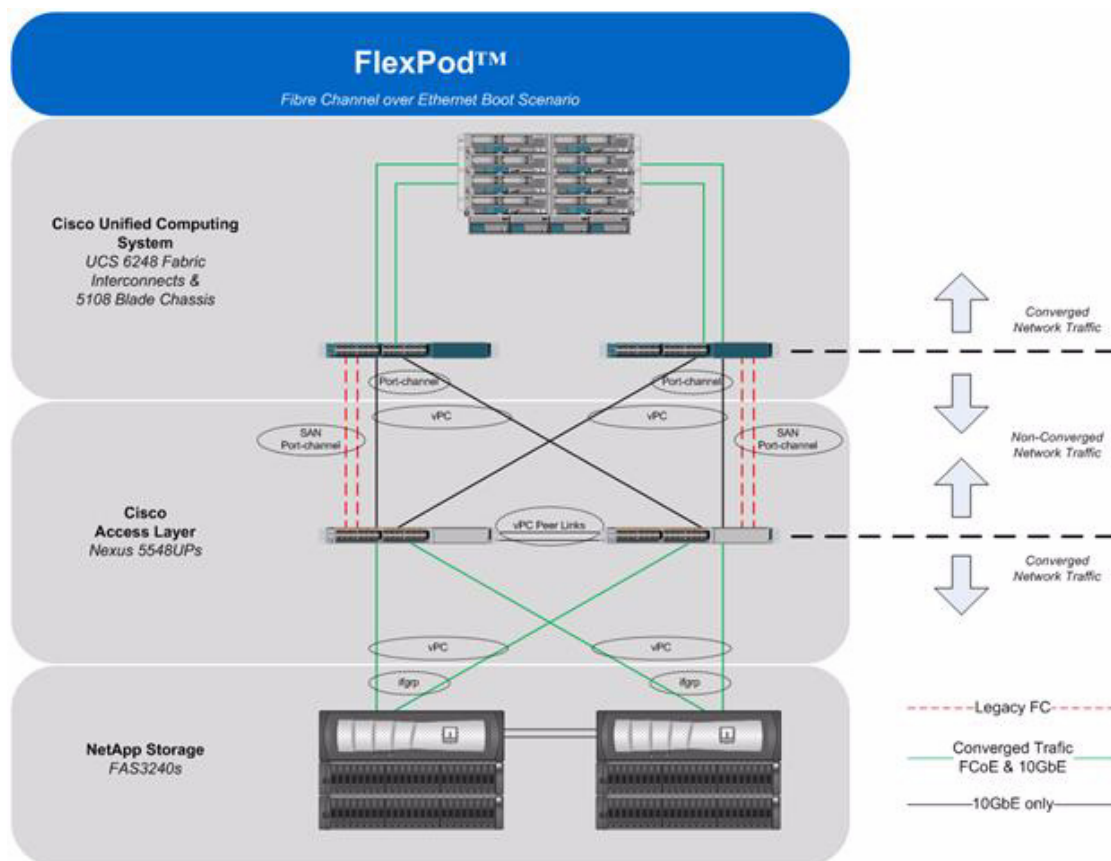 FlexPod™
Fibre Channel over Ethernet Boot Scenario
Cisco Unified Computing
System
UCS 6248 Fabric
Interconnects &
5108 Blade Chassis
Converged
Network Traffic
Port-channel
Port-channel
vPC
vPC
SAN
Port-channel
SAN
Port-channel
Non-Converged
Network Traffic
Cisco
Access Layer
Nexus 5548UPs
vPC Peer Links
Converged
Network Traffic
vPC
vPC
ifgrp
ifgrp
NetApp Storage
FAS3240s
Legacy FC
Converged Trafic
FCoE & 10GbE
10GbE only